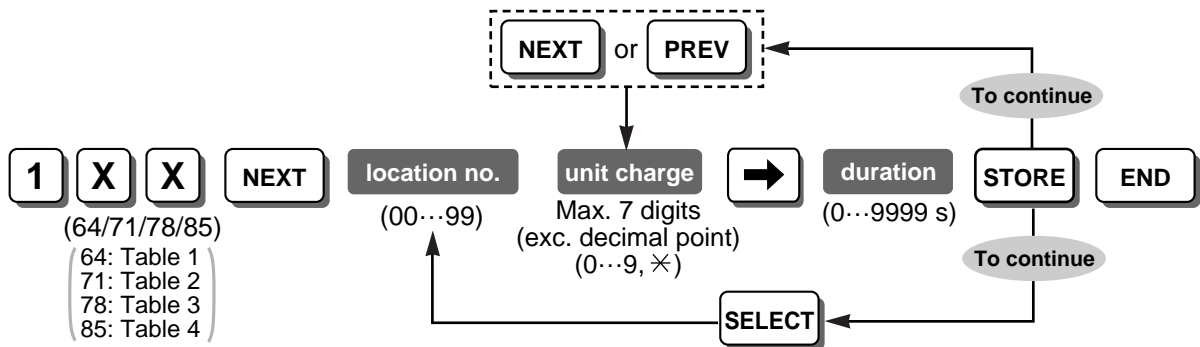 NEXT or PREV
To continue
1 X X NEXT location no. unit charge duration STORE END
(64/71/78/85)
64: Table 1
71: Table 2
78: Table 3
85: Table 4
(00···99)
Max. 7 digits
(exc. decimal point)
(0···9, ✳)
(0···9999 s)
To continue
SELECT